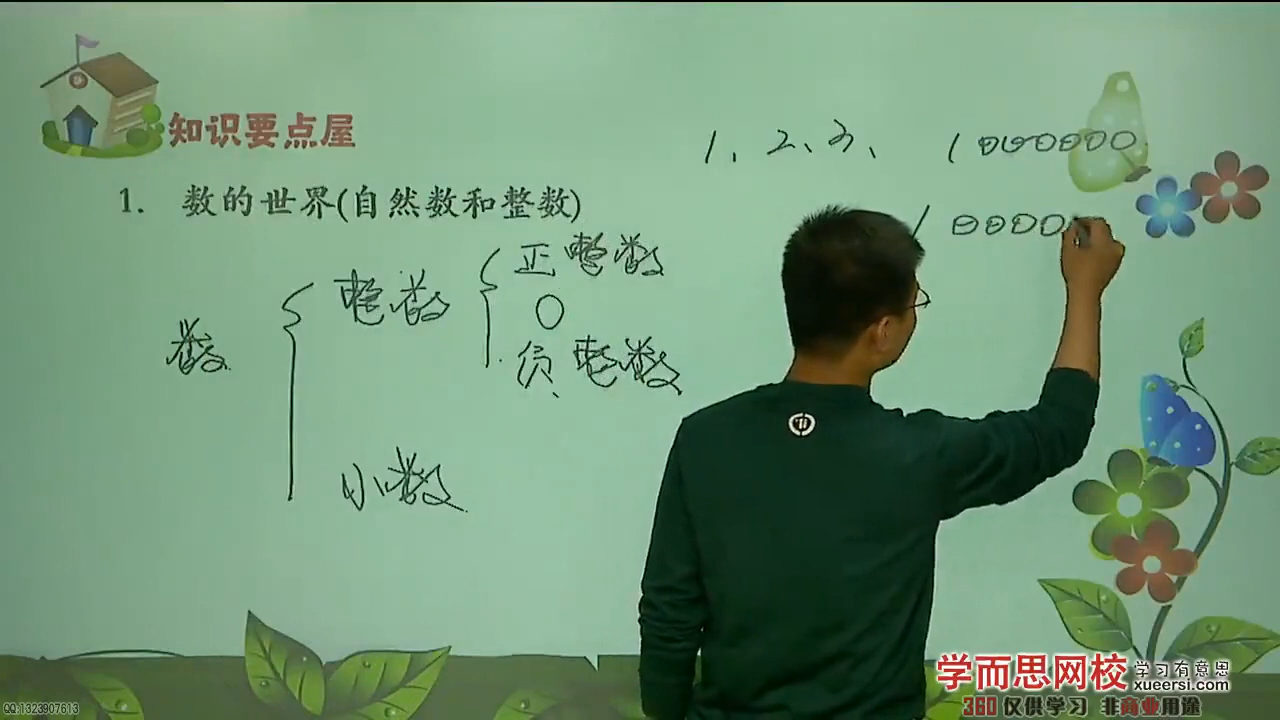 知识要点屋
1. 数的世界(自然数和整数)
1、2、3、 1000000
10000
数
整数
正整数
0
负整数
小数
学而思网校 学习有意思
xueersi.com
360 仅供学习 非商业用途
QQ:1323907613